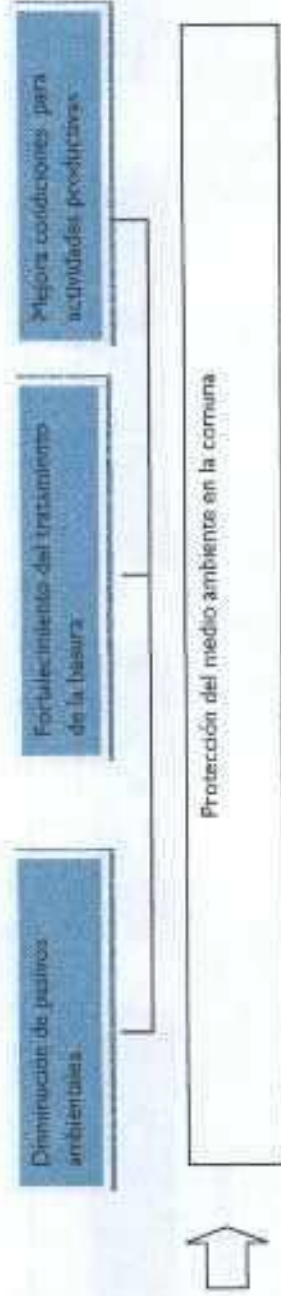 Disminución de pasivos
ambientales
Fortalecimiento del tratamiento
de la basura
Mejora condiciones para
actividades productivas
Protección del medio ambiente en la comuna